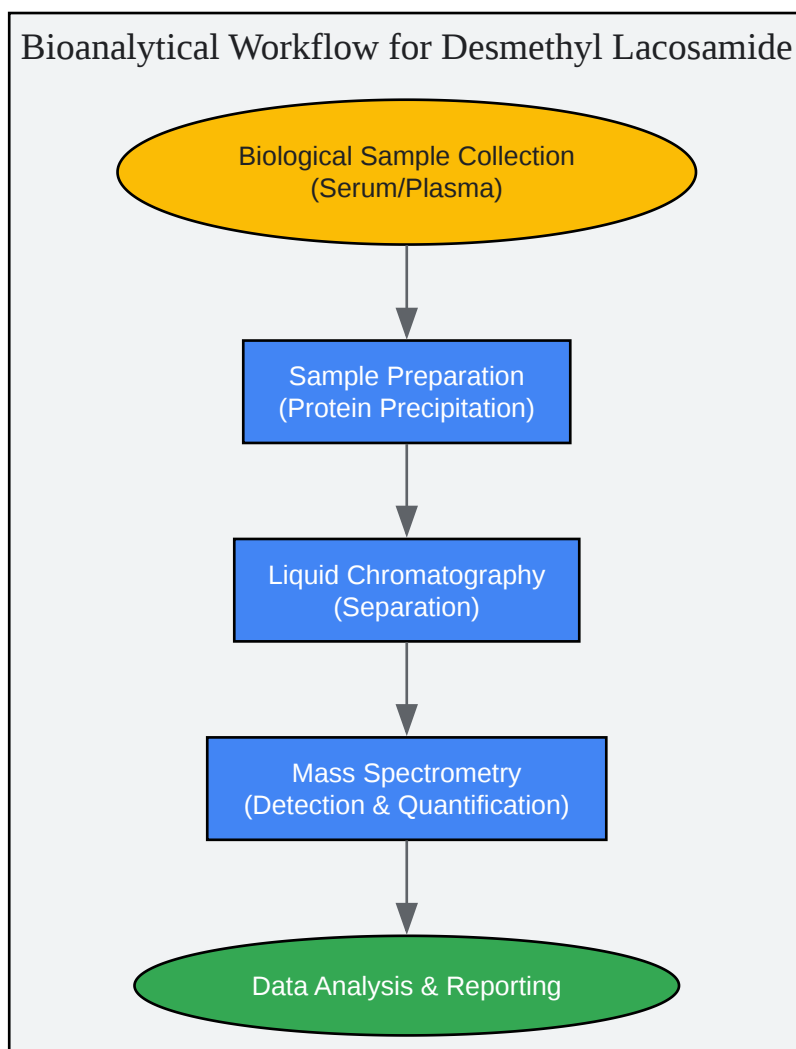 Bioanalytical Workflow for Desmethyl Lacosamide
Biological Sample Collection
(Serum/Plasma)
Sample Preparation
(Protein Precipitation)
Liquid Chromatography
(Separation)
Mass Spectrometry
(Detection & Quantification)
Data Analysis & Reporting